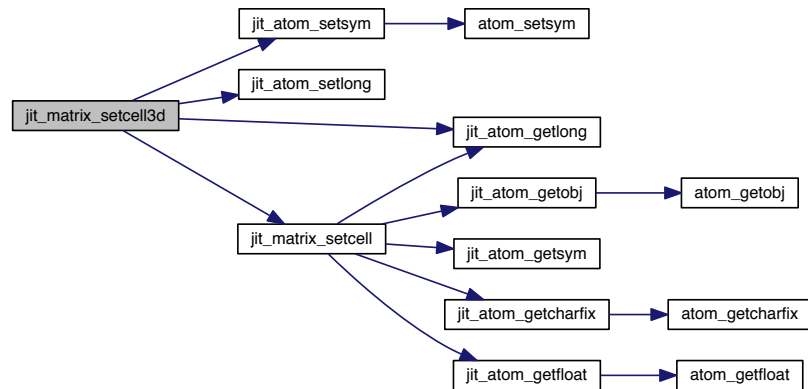 jit_atom_setsym
atom_setsym
jit_atom_setlong
jit_matrix_setcell3d
jit_atom_getlong
jit_atom_getobj
atom_getobj
jit_matrix_setcell
jit_atom_getsym
jit_atom_getcharfix
atom_getcharfix
jit_atom_getfloat
atom_getfloat